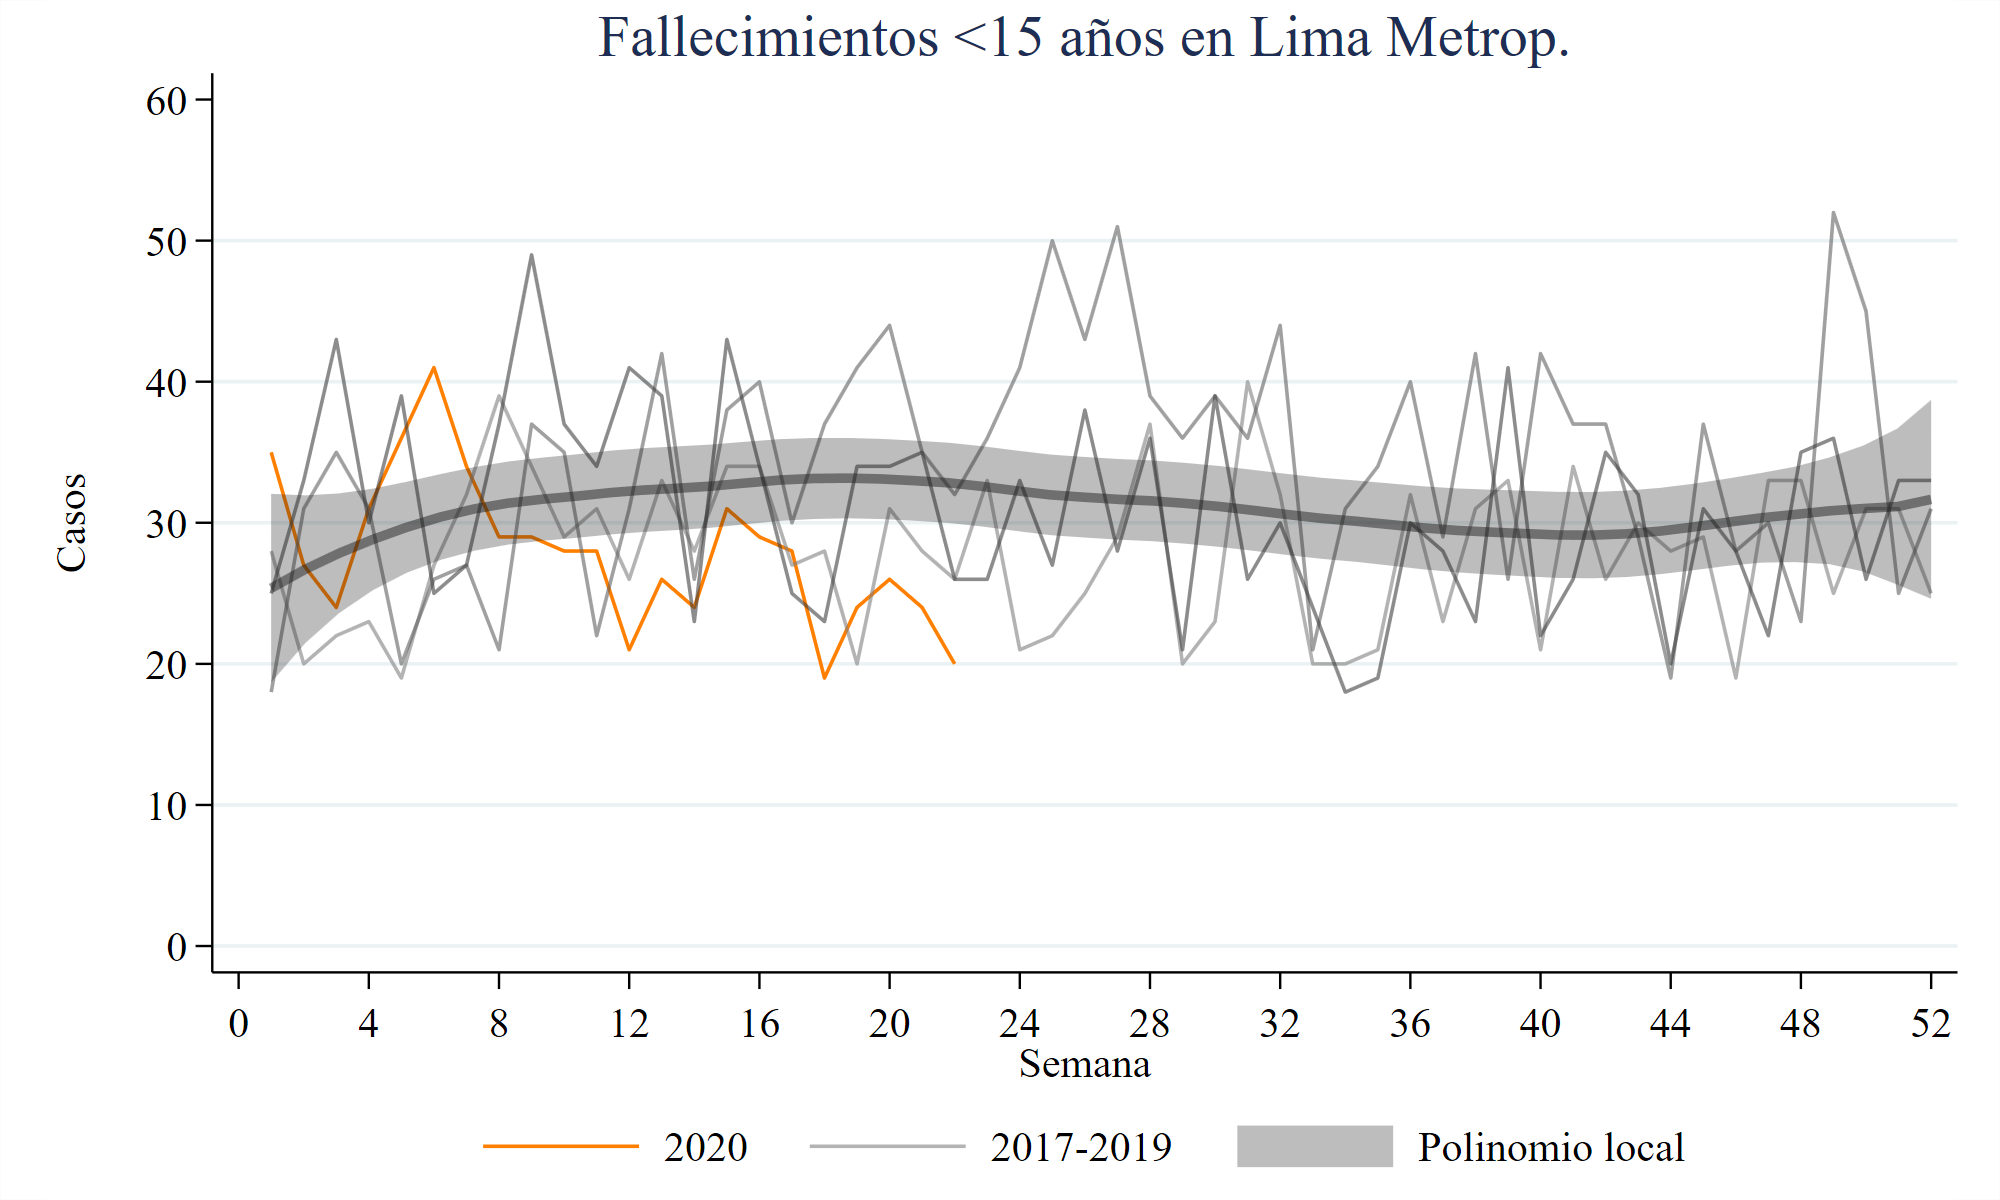 Fallecimientos <15 años en Lima Metrop.
60
50
40
30
20
10
0
Casos
0 4 8 12 16 20 24 28 32 36 40 44 48 52
Semana
2020 2017-2019 Polinomio local